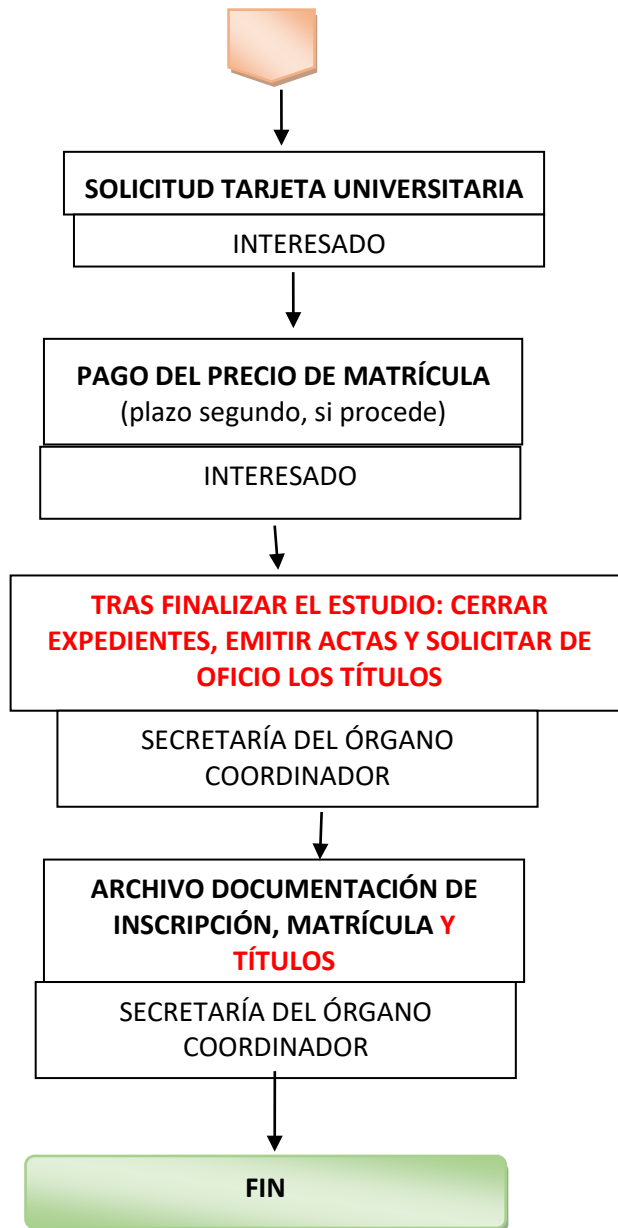 SOLICITUD TARJETA UNIVERSITARIA
INTERESADO
PAGO DEL PRECIO DE MATRÍCULA
(plazo segundo, si procede)
INTERESADO
TRAS FINALIZAR EL ESTUDIO: CERRAR
EXPEDIENTES, EMITIR ACTAS Y SOLICITAR DE
OFICIO LOS TÍTULOS
SECRETARÍA DEL ÓRGANO
COORDINADOR
ARCHIVO DOCUMENTACIÓN DE
INSCRIPCIÓN, MATRÍCULA Y
TÍTULOS
SECRETARÍA DEL ÓRGANO
COORDINADOR
FIN